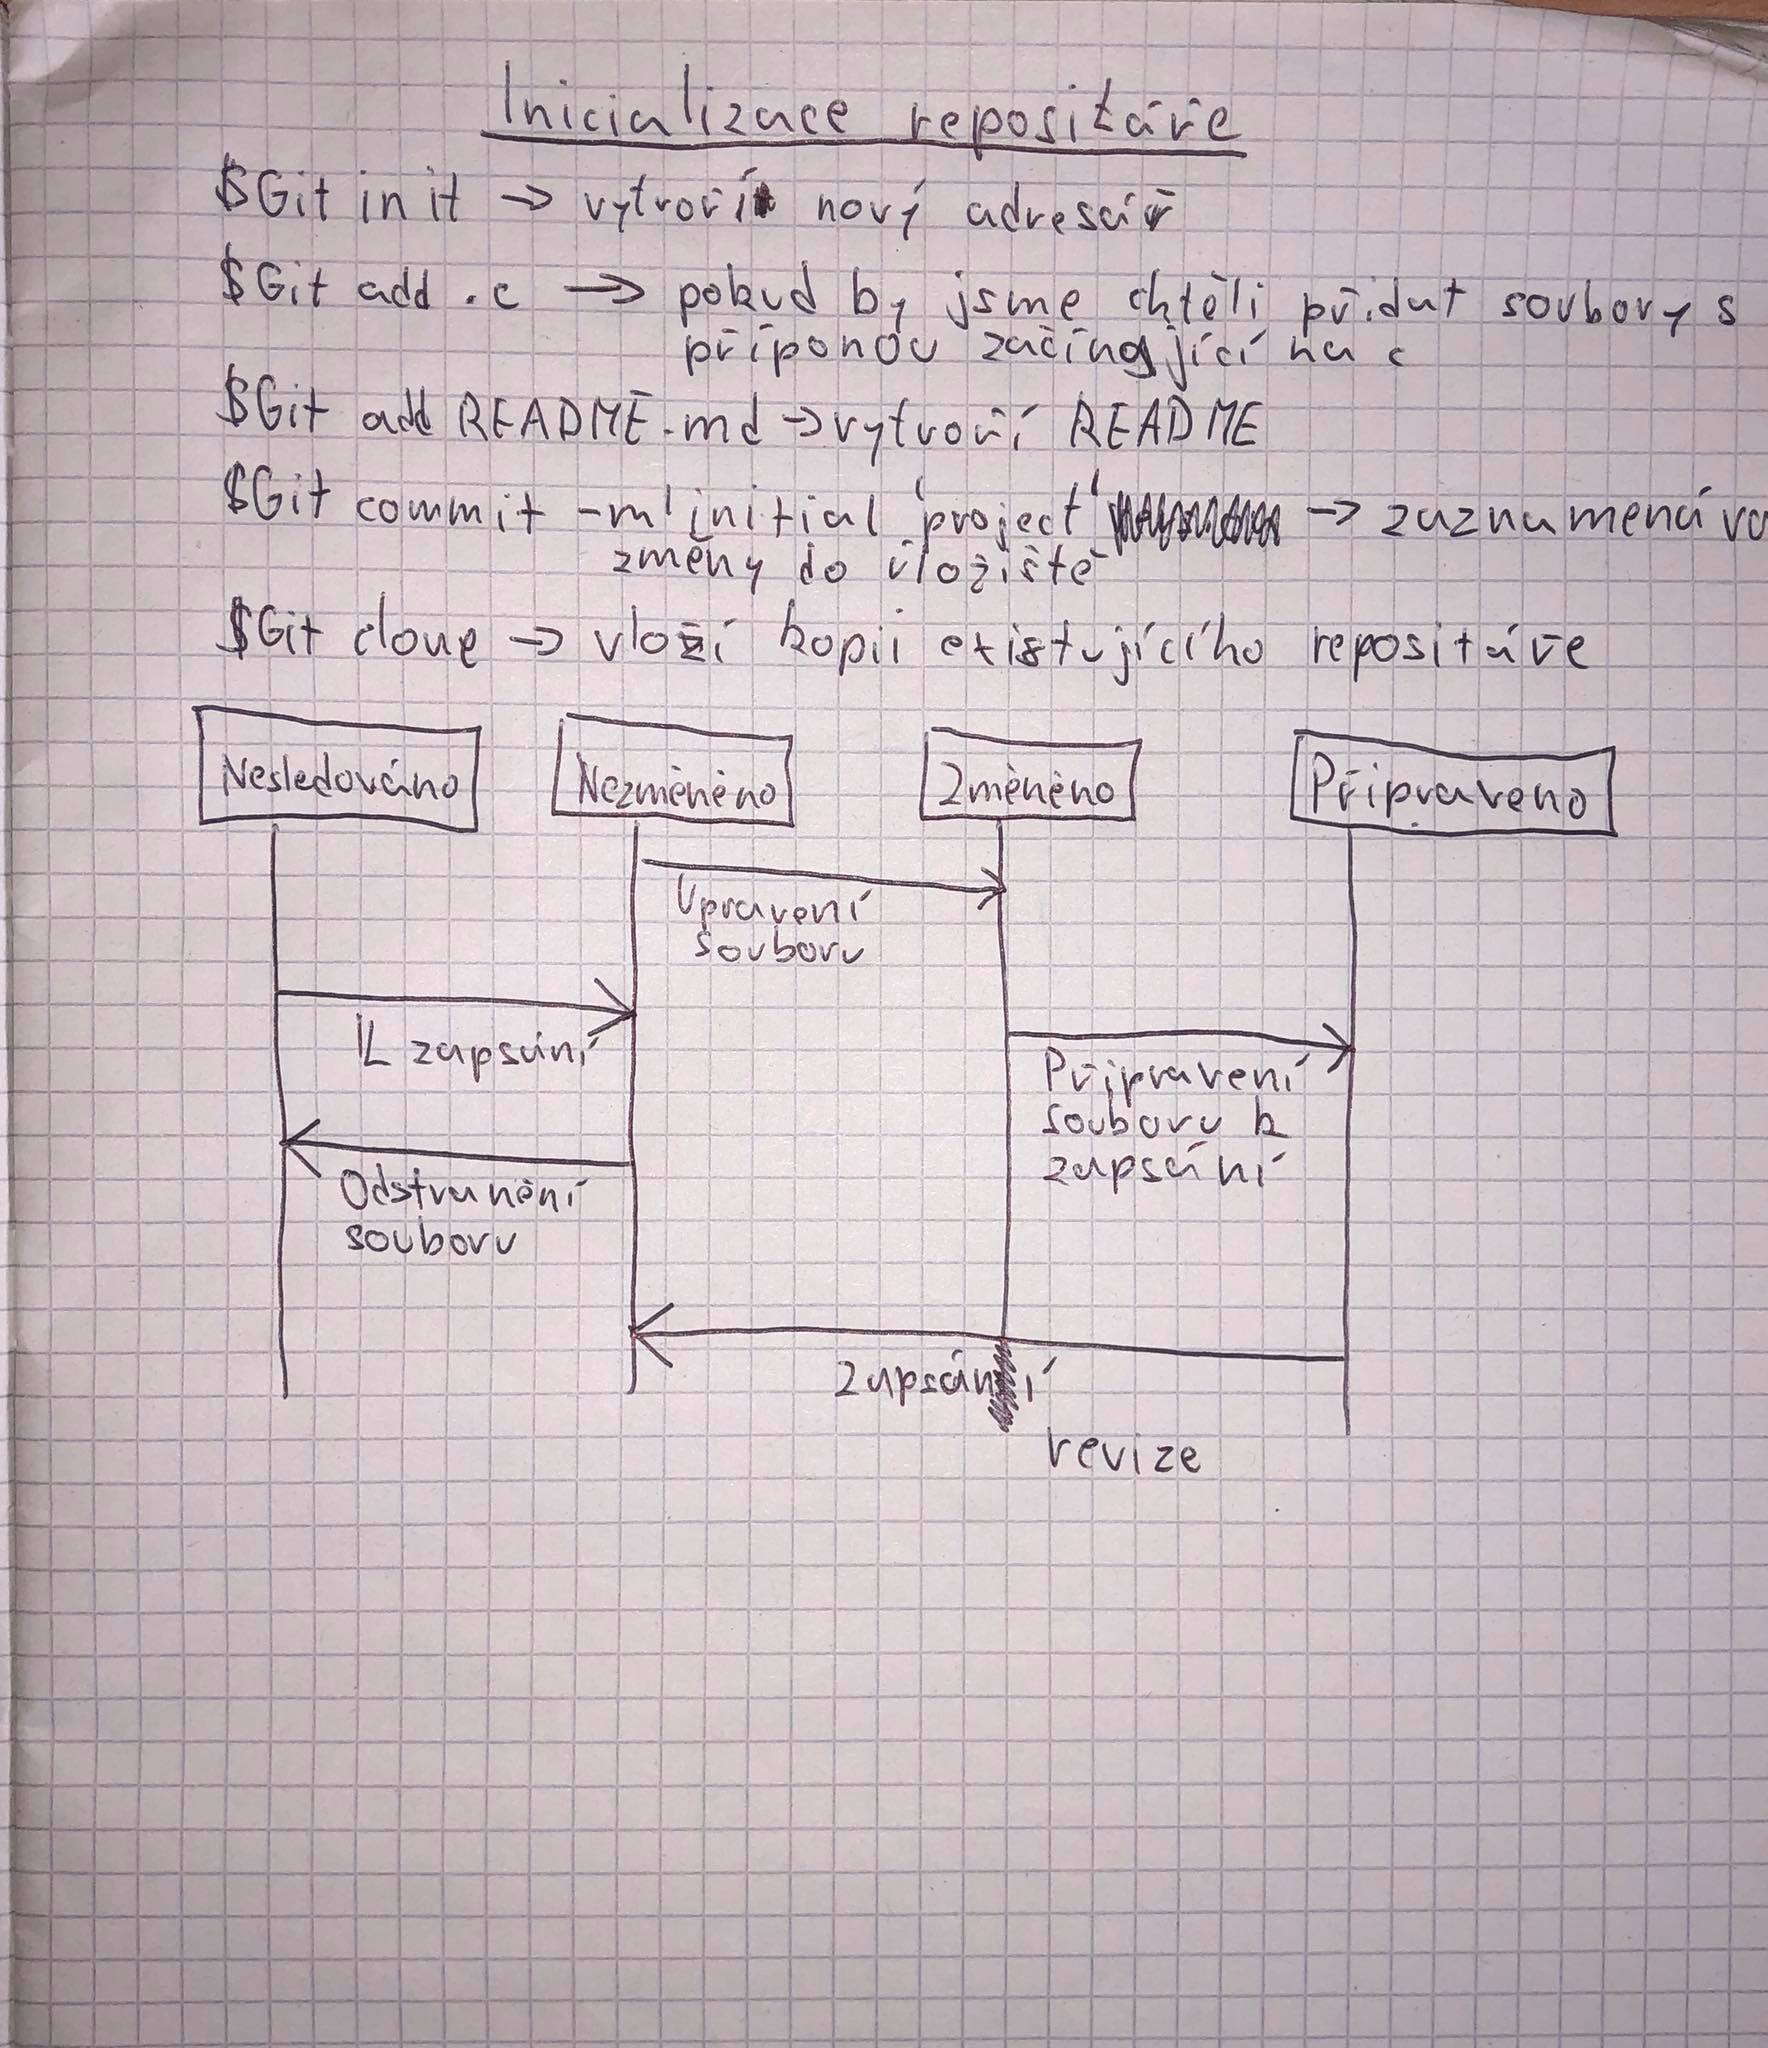 Inicializace repositáře
$Git init → vytvoří nový adresář
$Git add .c → pokud by jsme chtěli přidat soubory s
příponou začínající na c
$Git add README.md → vytvoří README
$Git commit -m 'initial 'project' → zaznamenává
změny do úložiště
$Git clone → vloží kopii existujícího repositáře
Nesledováno Nezměněno Změněno Připraveno
Upravení
souboru
K zapsání
Připravení
souboru k
zapsání
Odstranění
souboru
Zapsání
revize